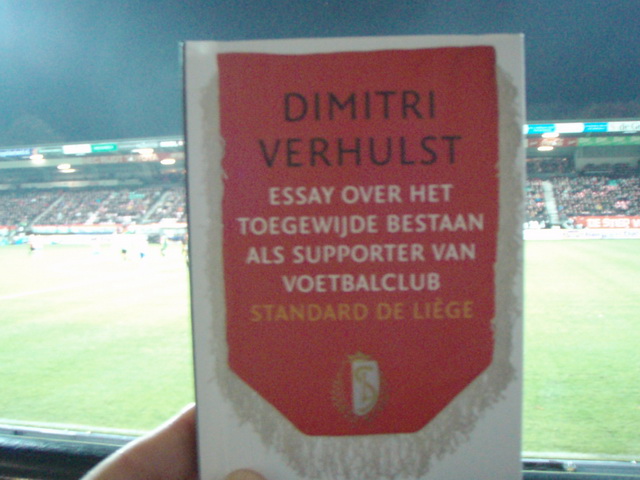 DIMITRI
VERHULST
ESSAY OVER HET
TOEGEWIJDE BESTAAN
ALS SUPPORTER VAN
VOETBALCLUB
STANDARD DE LIÈGE